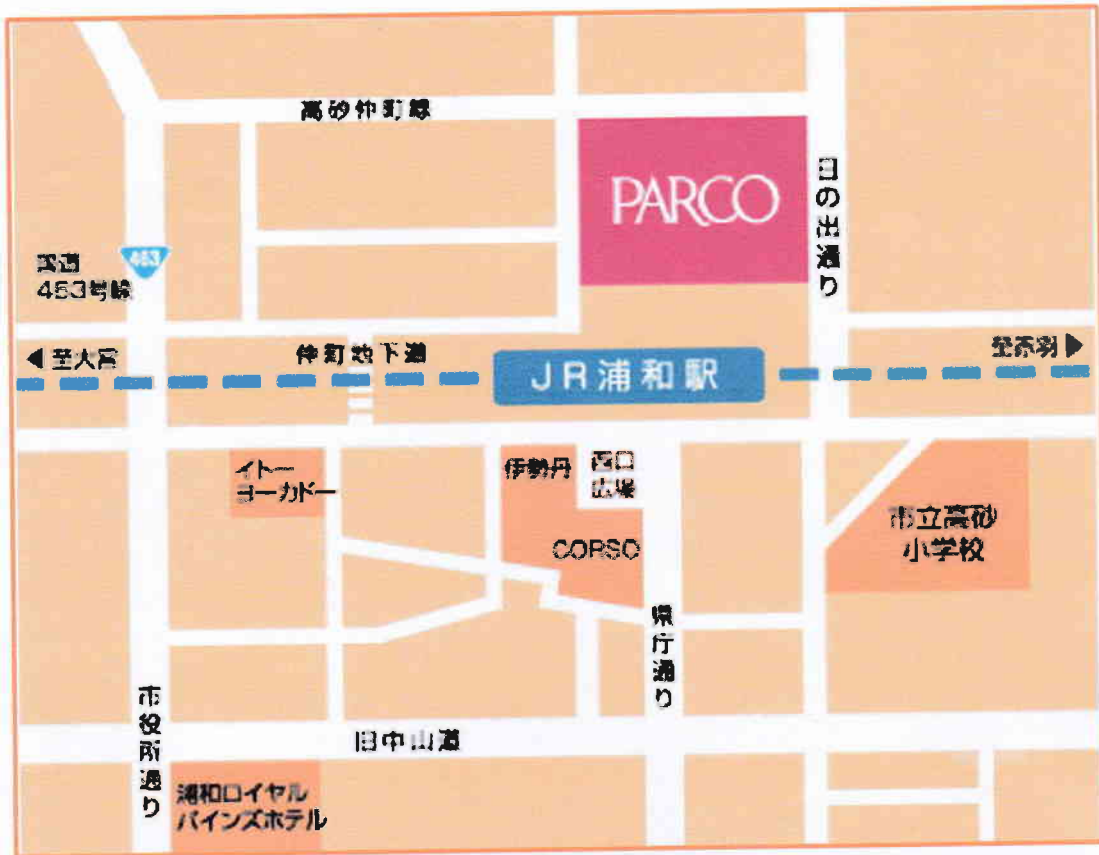 高砂仲町線
PARCO
日の出通り
463
国道
463号線
◀至大宮
仲町地下道
JR浦和駅
至赤羽▶
イトー
ヨーカドー
伊勢丹
西口
広場
CORSO
市立高砂
小学校
県庁通り
市役所通り
旧中山道
浦和ロイヤル
パインズホテル